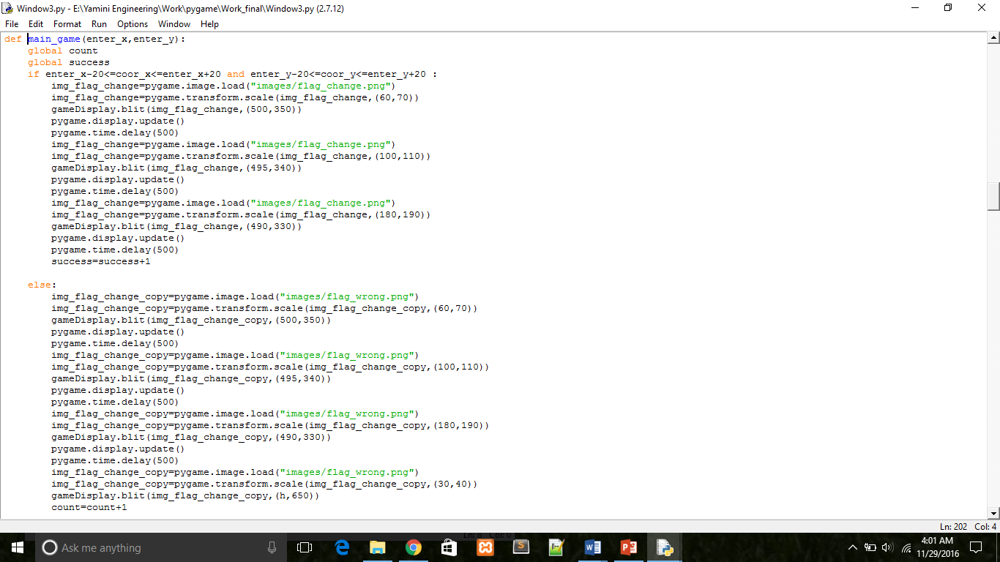 Window3.py - E:\Yamini Engineering\Work\pygame\Work_final\Window3.py (2.7.12)
File Edit Format Run Options Window Help
def main_game(enter_x,enter_y):
    global count
    global success
    if enter_x-20<=coor_x<=enter_x+20 and enter_y-20<=coor_y<=enter_y+20 :
        img_flag_change=pygame.image.load("images/flag_change.png")
        img_flag_change=pygame.transform.scale(img_flag_change,(60,70))
        gameDisplay.blit(img_flag_change,(500,350))
        pygame.display.update()
        pygame.time.delay(500)
        img_flag_change=pygame.image.load("images/flag_change.png")
        img_flag_change=pygame.transform.scale(img_flag_change,(100,110))
        gameDisplay.blit(img_flag_change,(495,340))
        pygame.display.update()
        pygame.time.delay(500)
        img_flag_change=pygame.image.load("images/flag_change.png")
        img_flag_change=pygame.transform.scale(img_flag_change,(180,190))
        gameDisplay.blit(img_flag_change,(490,330))
        pygame.display.update()
        pygame.time.delay(500)
        success=success+1
    else:
        img_flag_change_copy=pygame.image.load("images/flag_wrong.png")
        img_flag_change_copy=pygame.transform.scale(img_flag_change_copy,(60,70))
        gameDisplay.blit(img_flag_change_copy,(500,350))
        pygame.display.update()
        pygame.time.delay(500)
        img_flag_change_copy=pygame.image.load("images/flag_wrong.png")
        img_flag_change_copy=pygame.transform.scale(img_flag_change_copy,(100,110))
        gameDisplay.blit(img_flag_change_copy,(495,340))
        pygame.display.update()
        pygame.time.delay(500)
        img_flag_change_copy=pygame.image.load("images/flag_wrong.png")
        img_flag_change_copy=pygame.transform.scale(img_flag_change_copy,(180,190))
        gameDisplay.blit(img_flag_change_copy,(490,330))
        pygame.display.update()
        pygame.time.delay(500)
        img_flag_change_copy=pygame.image.load("images/flag_wrong.png")
        img_flag_change_copy=pygame.transform.scale(img_flag_change_copy,(30,40))
        gameDisplay.blit(img_flag_change_copy,(h,650))
        count=count+1
Ln: 202 Col: 4
Ln: 8 Col: 0
Ask me anything
4:01 AM
11/29/2016